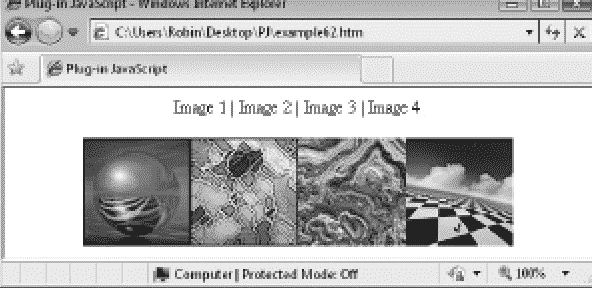 Plug-in JavaScript - Windows Internet Explorer
C:\Users\Robin\Desktop\PJ\example62.htm
Plug-in JavaScript
Image 1 | Image 2 | Image 3 | Image 4
Computer | Protected Mode: Off
100%